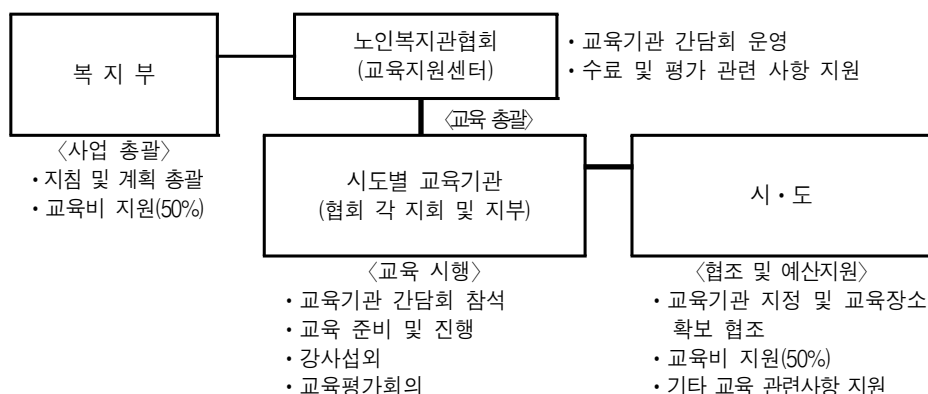 복 지 부
〈사업 총괄〉
・지침 및 계획 총괄
・교육비 지원(50%)
노인복지관협회
(교육지원센터)
・교육기관 간담회 운영
・수료 및 평가 관련 사항 지원
〈교육 총괄〉
시도별 교육기관
(협회 각 지회 및 지부)
〈교육 시행〉
・교육기관 간담회 참석
・교육 준비 및 진행
・강사섭외
・교육평가회의
시・도
〈협조 및 예산지원〉
・교육기관 지정 및 교육장소
확보 협조
・교육비 지원(50%)
・기타 교육 관련사항 지원